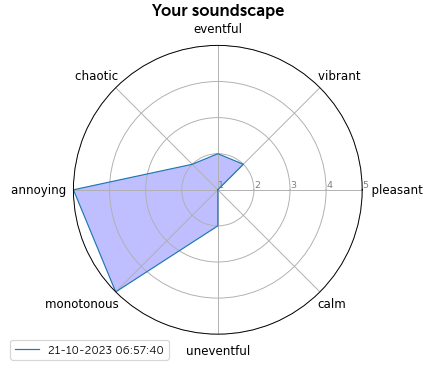 Your soundscape
eventful
chaotic
vibrant
annoying
1 2 3 4 5
pleasant
monotonous
calm
21-10-2023 06:57:40
uneventful